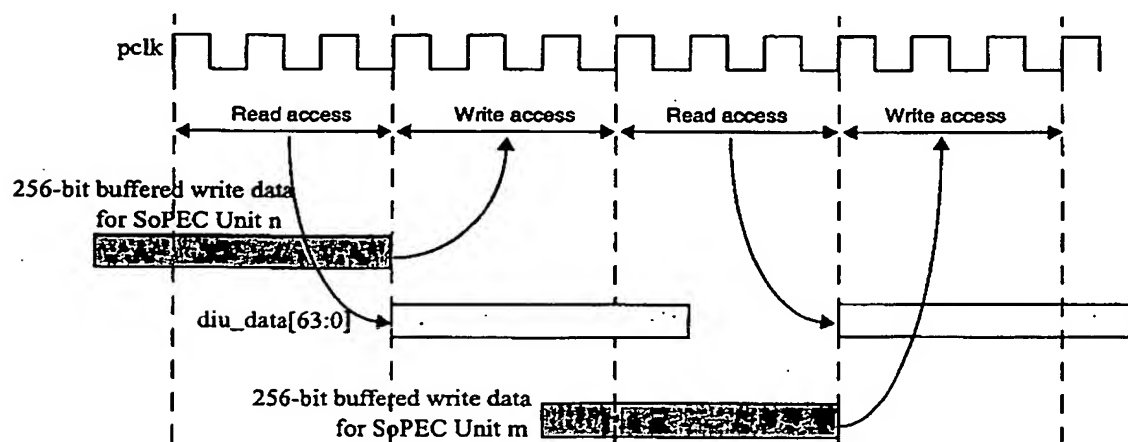 pclk
Read access Write access Read access Write access
256-bit buffered write data
for SoPEC Unit n
diu_data[63:0]
256-bit buffered write data
for SoPEC Unit m